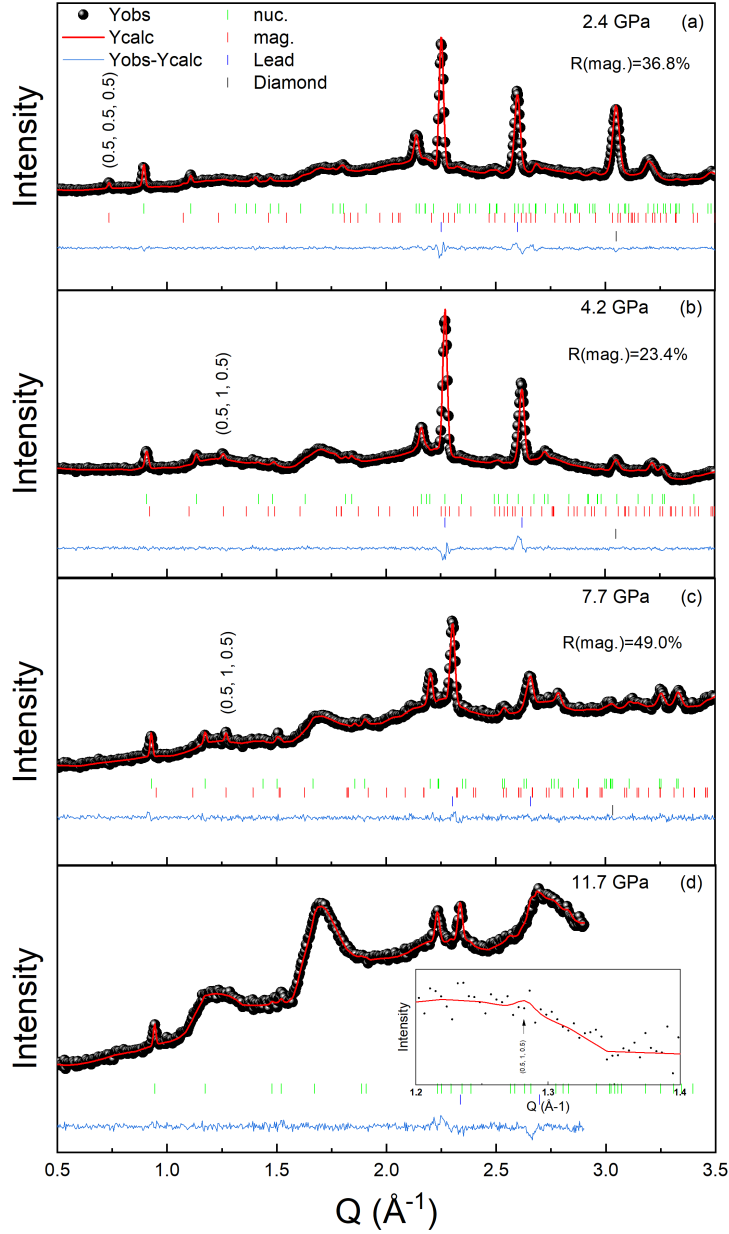 Yobs
Ycalc
Yobs-Ycalc
nuc.
mag.
Lead
Diamond
2.4 GPa (a)
R(mag.)=36.8%
(0.5, 0.5, 0.5)
Intensity
4.2 GPa (b)
R(mag.)=23.4%
(0.5, 1, 0.5)
Intensity
7.7 GPa (c)
R(mag.)=49.0%
(0.5, 1, 0.5)
Intensity
11.7 GPa (d)
Intensity
Intensity
(0.5, 1, 0.5)
1.2 1.3 1.4
Q (Å-1)
0.5 1.0 1.5 2.0 2.5 3.0 3.5
Q (Å-1)